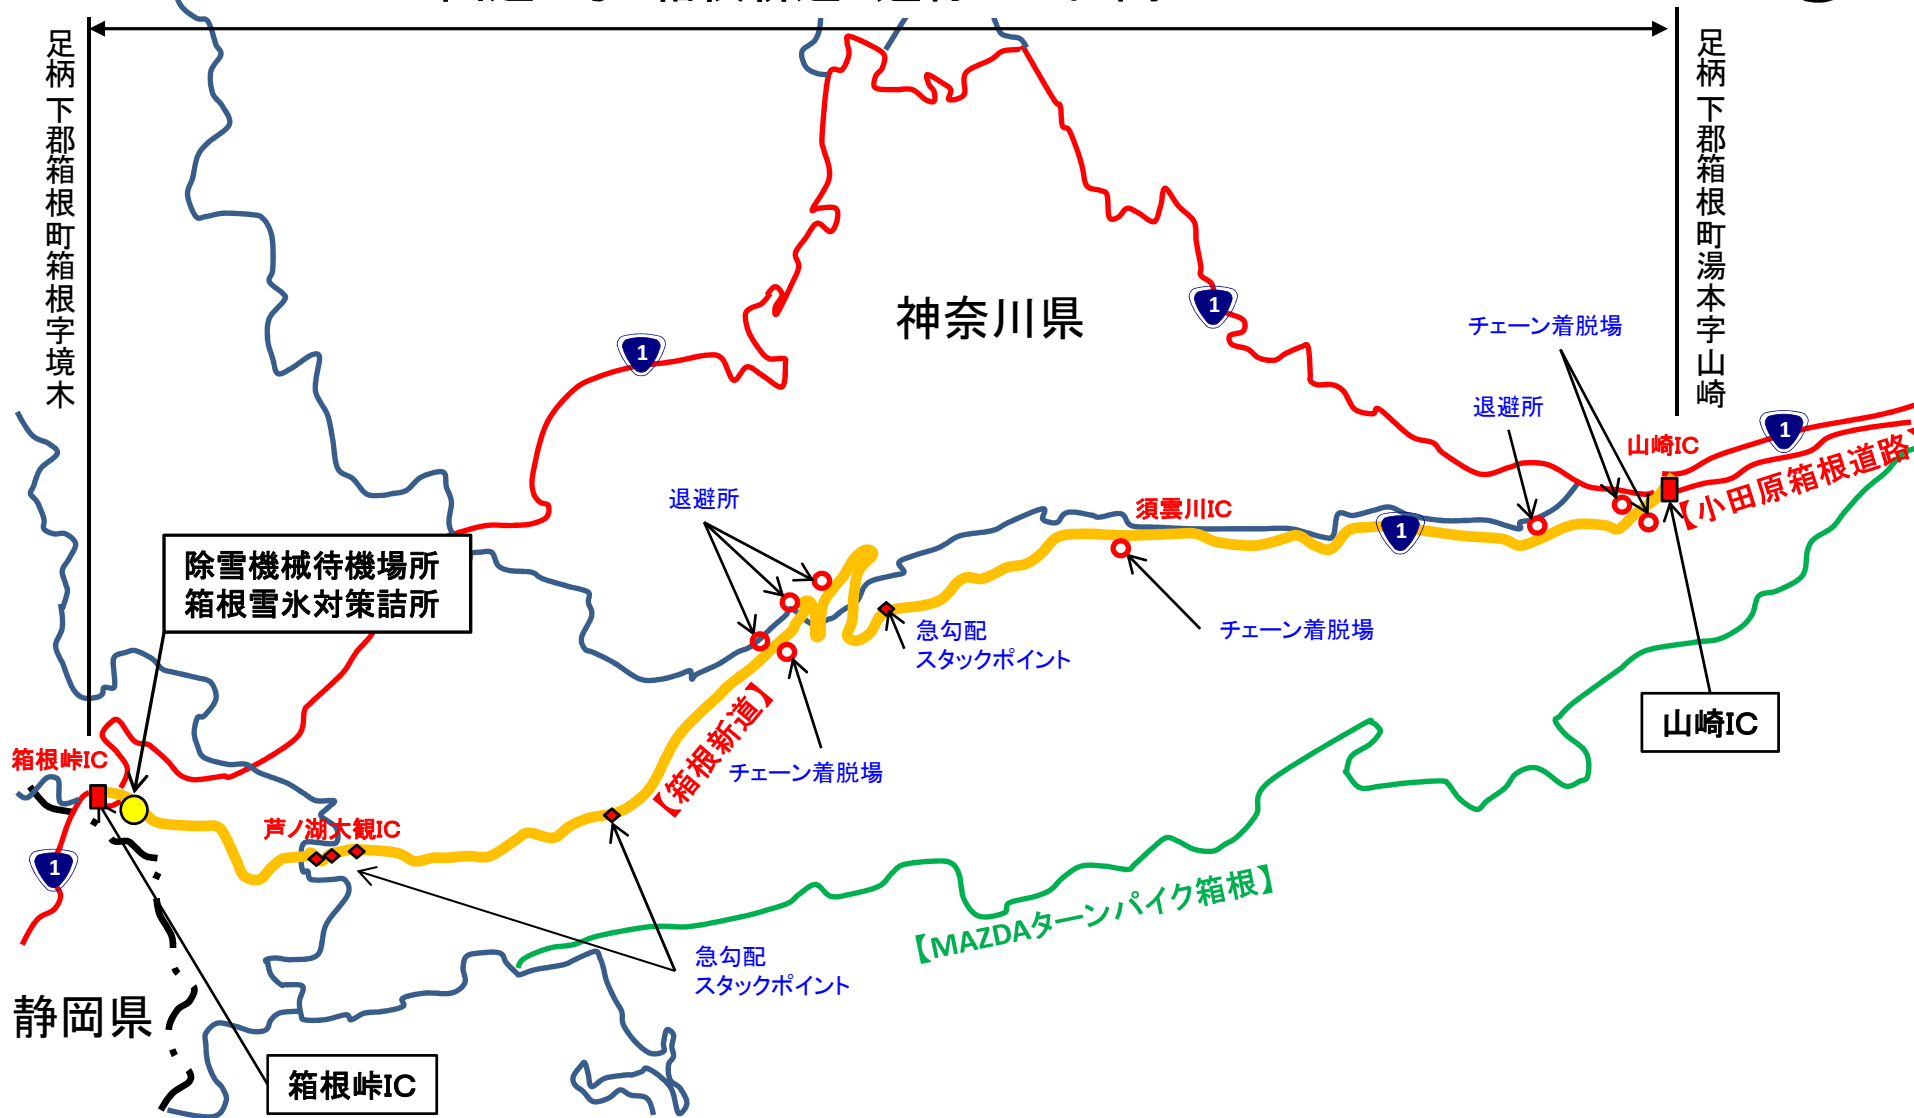 足柄下郡箱根町箱根字境木
足柄下郡箱根町湯本字山崎
神奈川県
1
1
チェーン着脱場
退避所
山崎IC
1
【小田原箱根道路】
退避所
須雲川IC
1
除雪機械待機場所
箱根雪氷対策詰所
急勾配
スタックポイント
チェーン着脱場
山崎IC
【箱根新道】
チェーン着脱場
箱根峠IC
芦ノ湖大観IC
1
【MAZDAターンパイク箱根】
急勾配
スタックポイント
静岡県
箱根峠IC